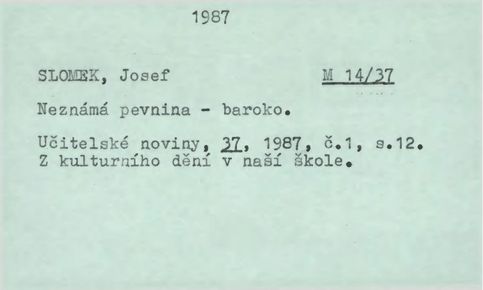 1987
SLOMEK, Josef M 14/37
Neznámá pevnina - baroko.
Učitelské noviny, 37, 1987, č.1, s.12.
Z kulturního dění v naší škole.